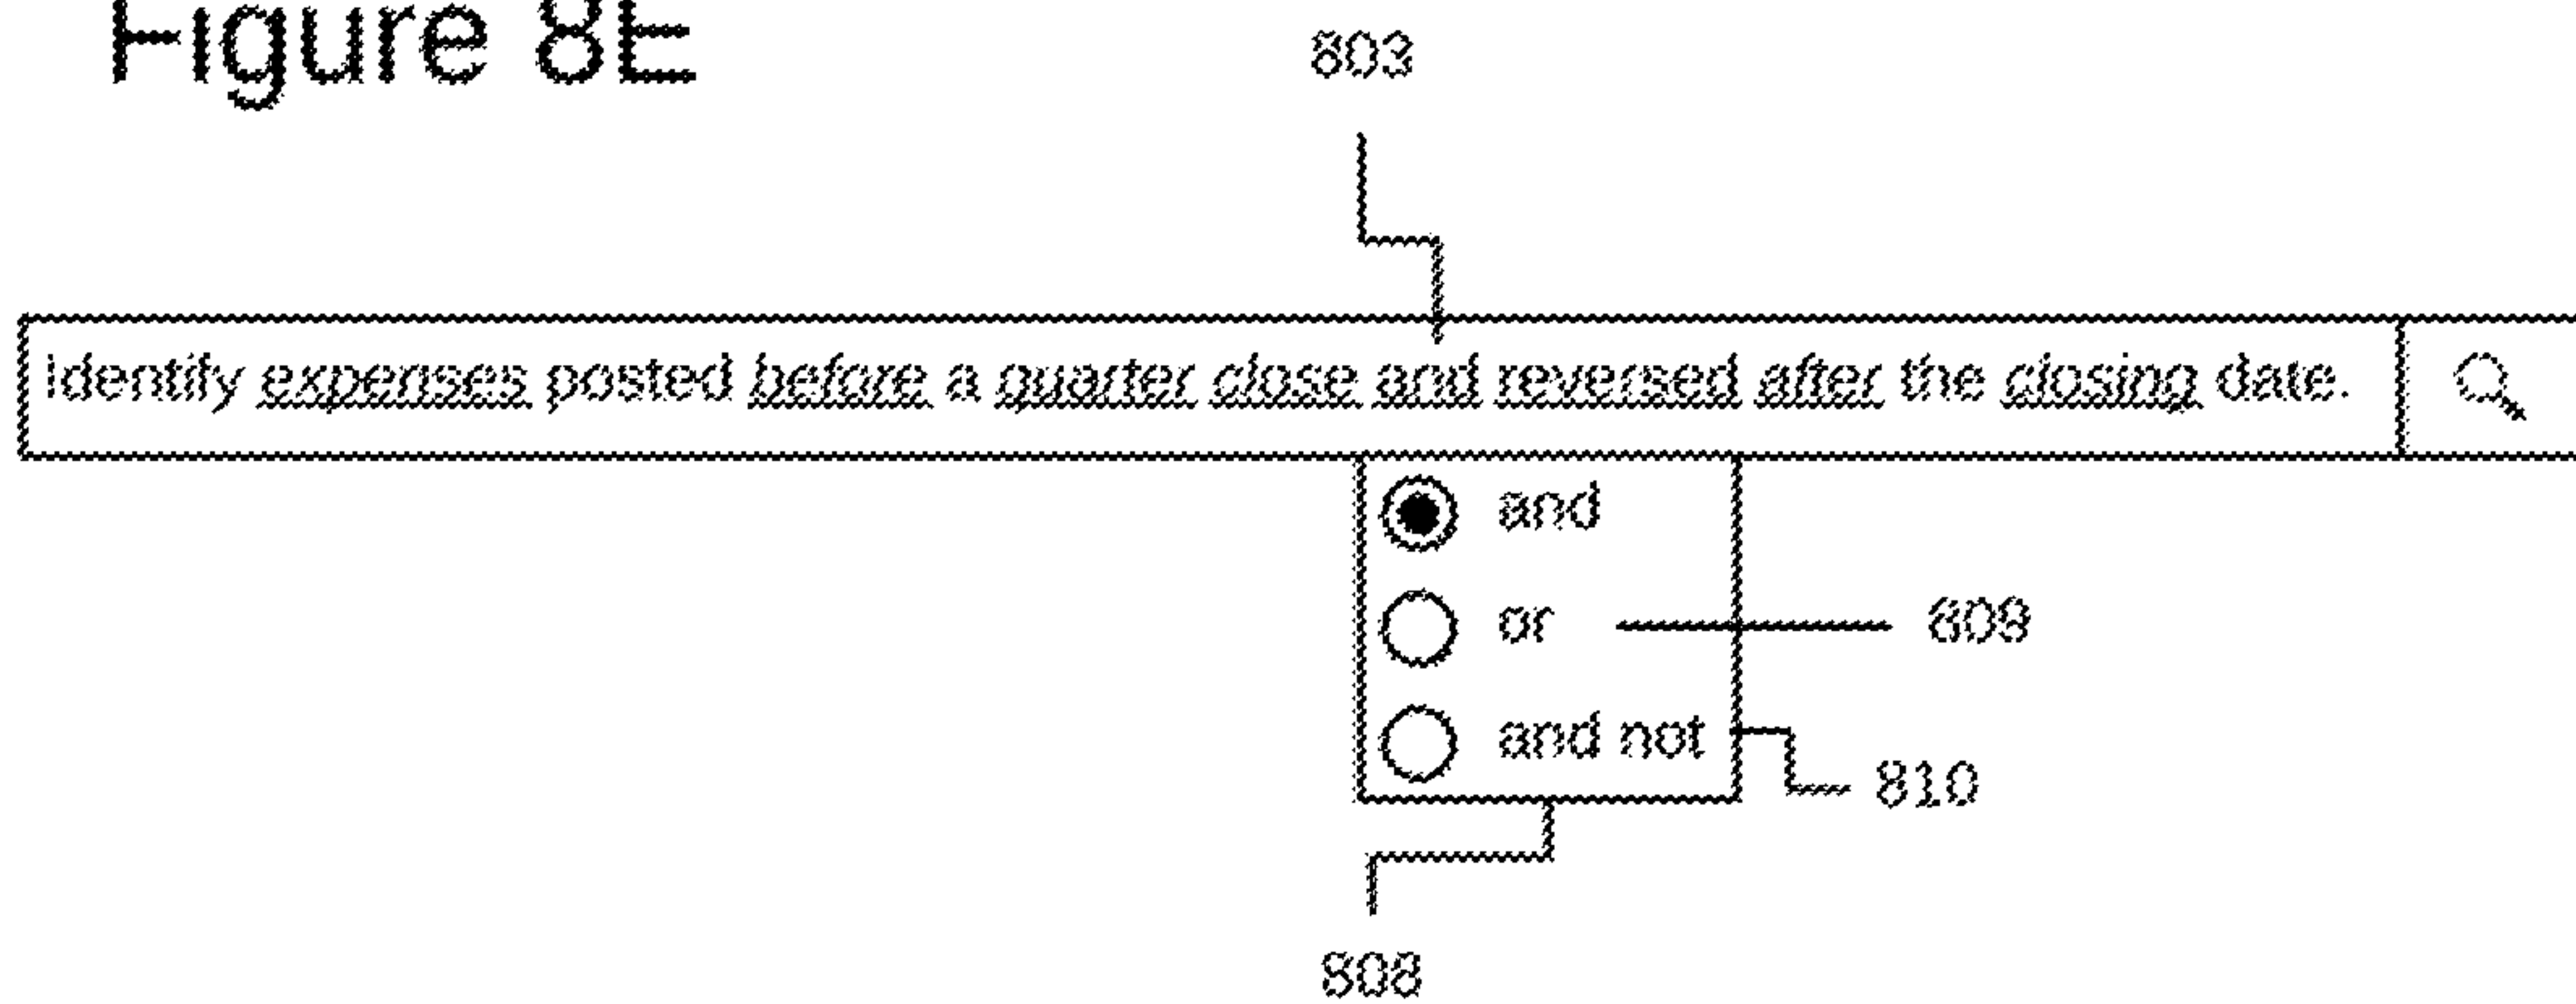 Figure 8E
803
Identify expenses posted before a quarter close and reversed after the closing date.
and
or
809
and not
810
808